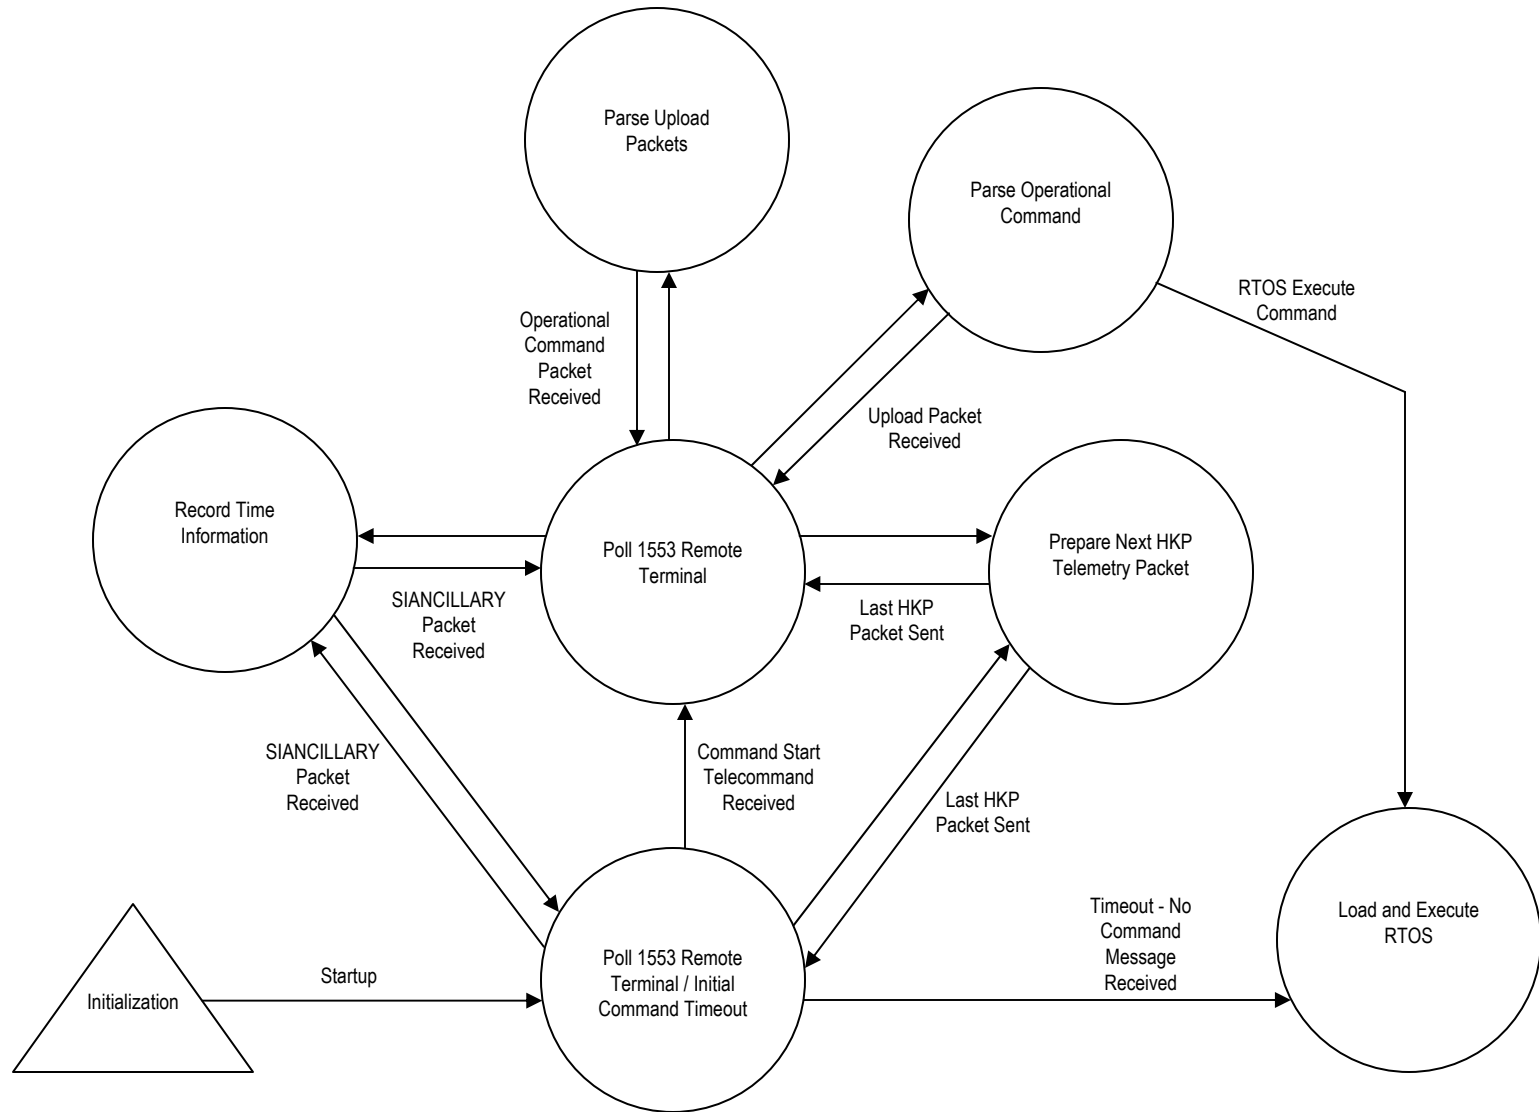 Parse Upload
Packets
Parse Operational
Command
RTOS Execute
Command
Operational
Command
Packet
Received
Upload Packet
Received
Record Time
Information
Poll 1553 Remote
Terminal
Prepare Next HKP
Telemetry Packet
SIANCILLARY
Packet
Received
Last HKP
Packet Sent
SIANCILLARY
Packet
Received
Command Start
Telecommand
Received
Last HKP
Packet Sent
Timeout - No
Command
Message
Received
Load and Execute
RTOS
Startup
Poll 1553 Remote
Terminal / Initial
Command Timeout
Initialization